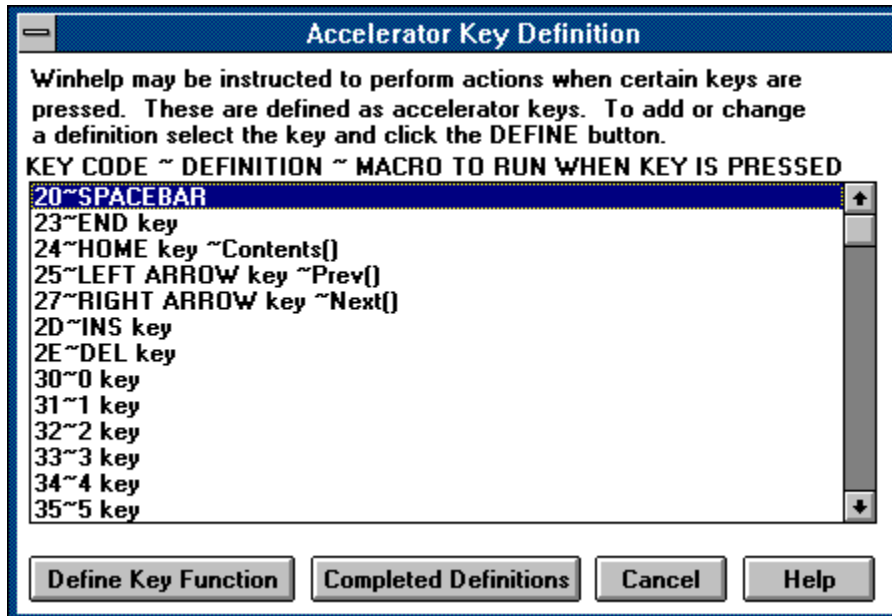 Accelerator Key Definition
Winhelp may be instructed to perform actions when certain keys are
pressed.  These are defined as accelerator keys.  To add or change
a definition select the key and click the DEFINE button.
KEY CODE ~ DEFINITION ~ MACRO TO RUN WHEN KEY IS PRESSED
20~SPACEBAR
23~END key
24~HOME key ~Contents()
25~LEFT ARROW key ~Prev()
27~RIGHT ARROW key ~Next()
2D~INS key
2E~DEL key
30~0 key
31~1 key
32~2 key
33~3 key
34~4 key
35~5 key
Define Key Function Completed Definitions Cancel Help